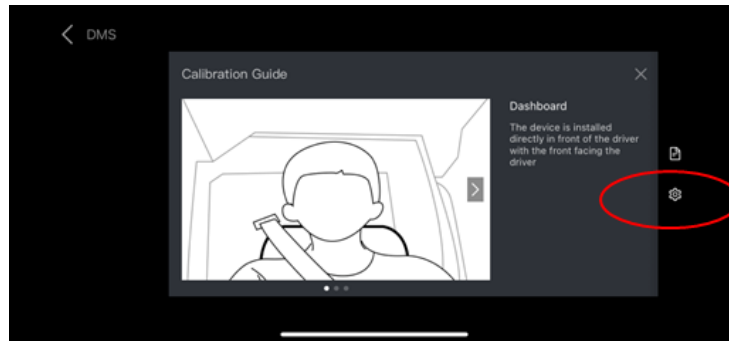 DMS
Calibration Guide
Dashboard
The device is installed
directly in front of the driver
with the front facing the
driver